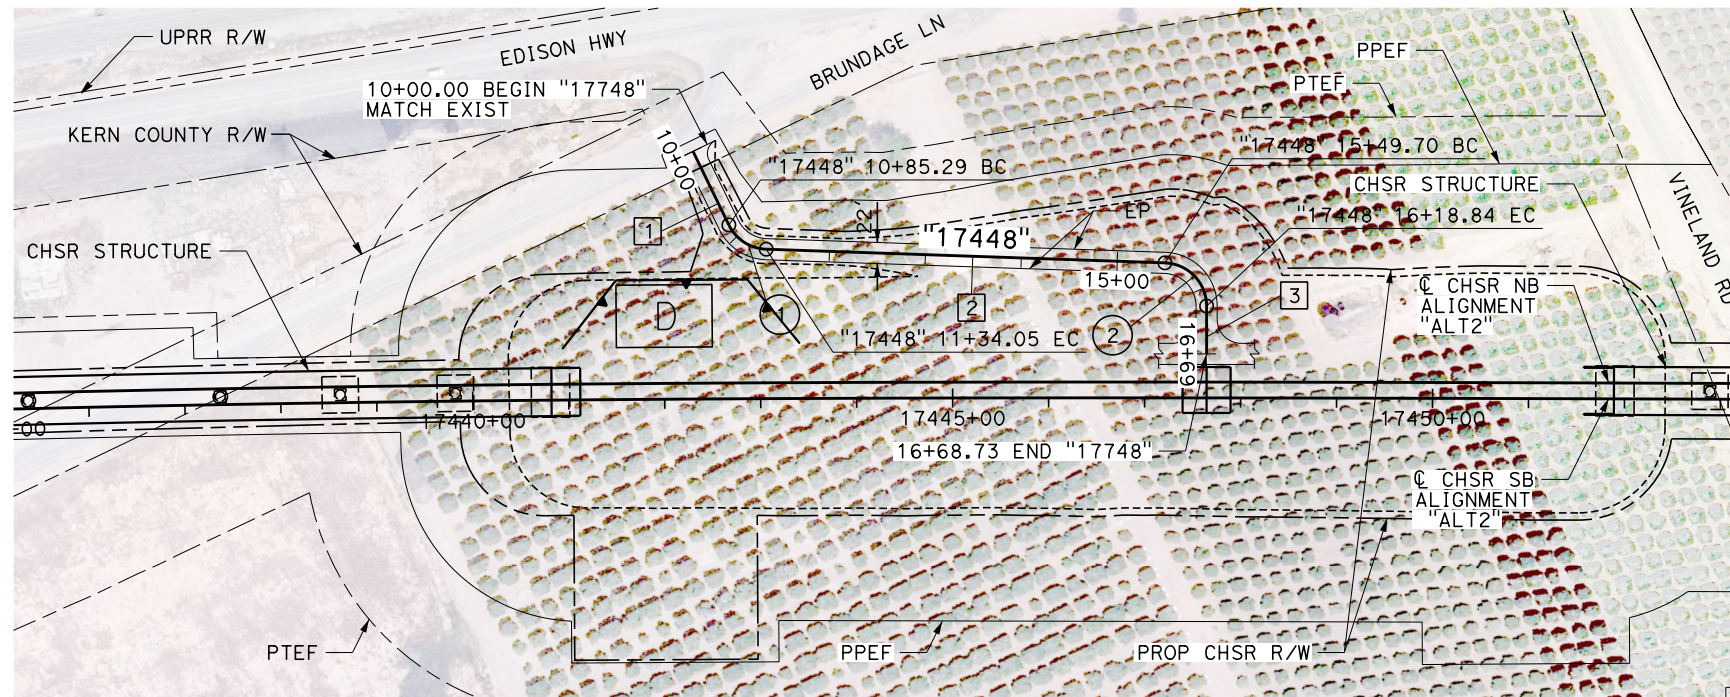 UPRR R/W
EDISON HWY
BRUNDAGE LN
PPEF
PTEF
10+00.00 BEGIN "17748"
MATCH EXIST
KERN COUNTY R/W
10+00
"17448" 10+85.29 BC
"17448" 15+49.70 BC
CHSR STRUCTURE
VINELAND RD
"17448" 16+18.84 EC
EP
22
"17448"
1
CHSR STRUCTURE
15+00
2
3
℄ CHSR NB
ALIGNMENT
"ALT2"
D
1
2
"17448" 11+34.05 EC
16+69
17440+00
17445+00
17450+00
+00
16+68.73 END "17748"
℄ CHSR SB
ALIGNMENT
"ALT2"
PTEF
PPEF
PROP CHSR R/W